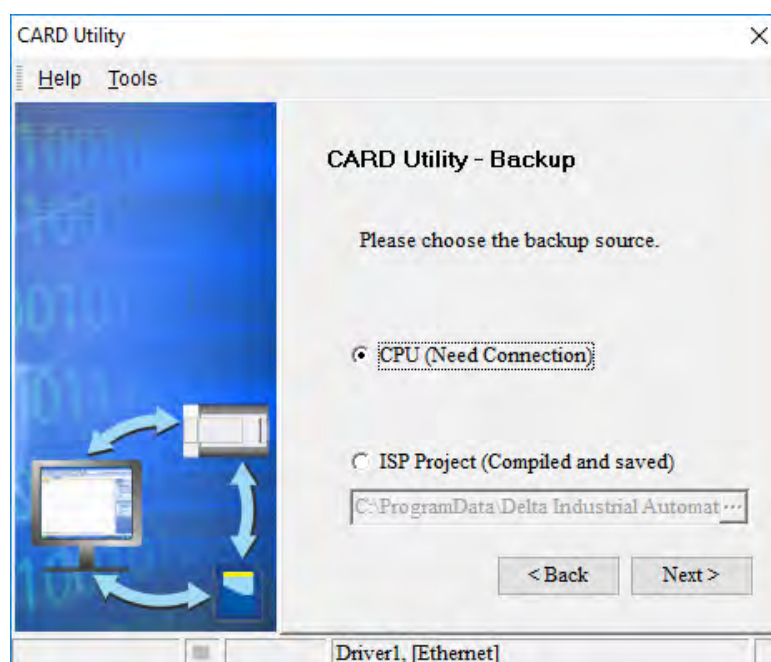 CARD Utility
Help Tools
CARD Utility - Backup
Please choose the backup source.
CPU (Need Connection)
ISP Project (Compiled and saved)
C:\ProgramData\Delta Industrial Automat ...
< Back Next >
Driver1, [Ethernet]